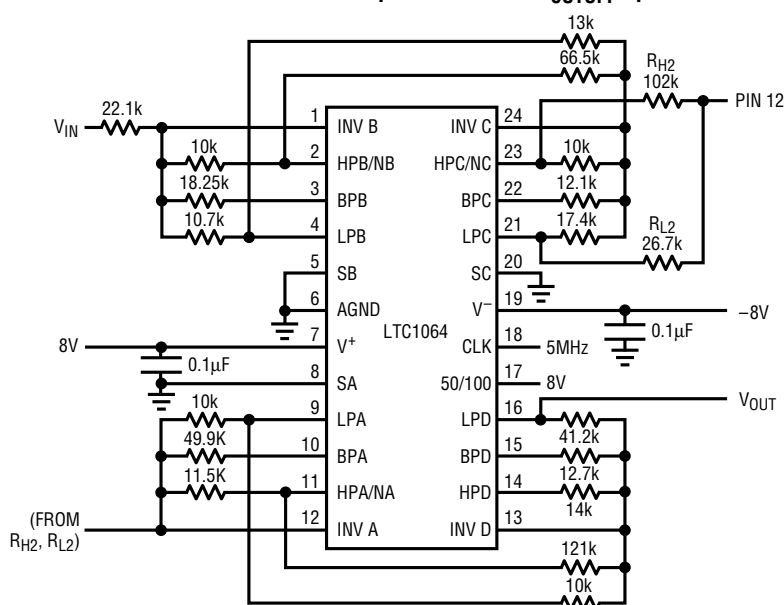 13k
66.5k
RH2
102k
PIN 12
22.1k
VIN
1 INV B INV C 24
10k
2 HPB/NB HPC/NC 23
10k
18.25k
3 BPB BPC 22
12.1k
10.7k
4 LPB LPC 21
17.4k
RL2
26.7k
5 SB SC 20
6 AGND V– 19
–8V
LTC1064
0.1µF
8V
7 V+ CLK 18
5MHz
0.1µF
8 SA 50/100 17
8V
10k
9 LPA LPD 16
VOUT
49.9K
41.2k
10 BPA BPD 15
11.5K
12.7k
11 HPA/NA HPD 14
14k
(FROM
RH2, RL2)
12 INV A INV D 13
121k
10k